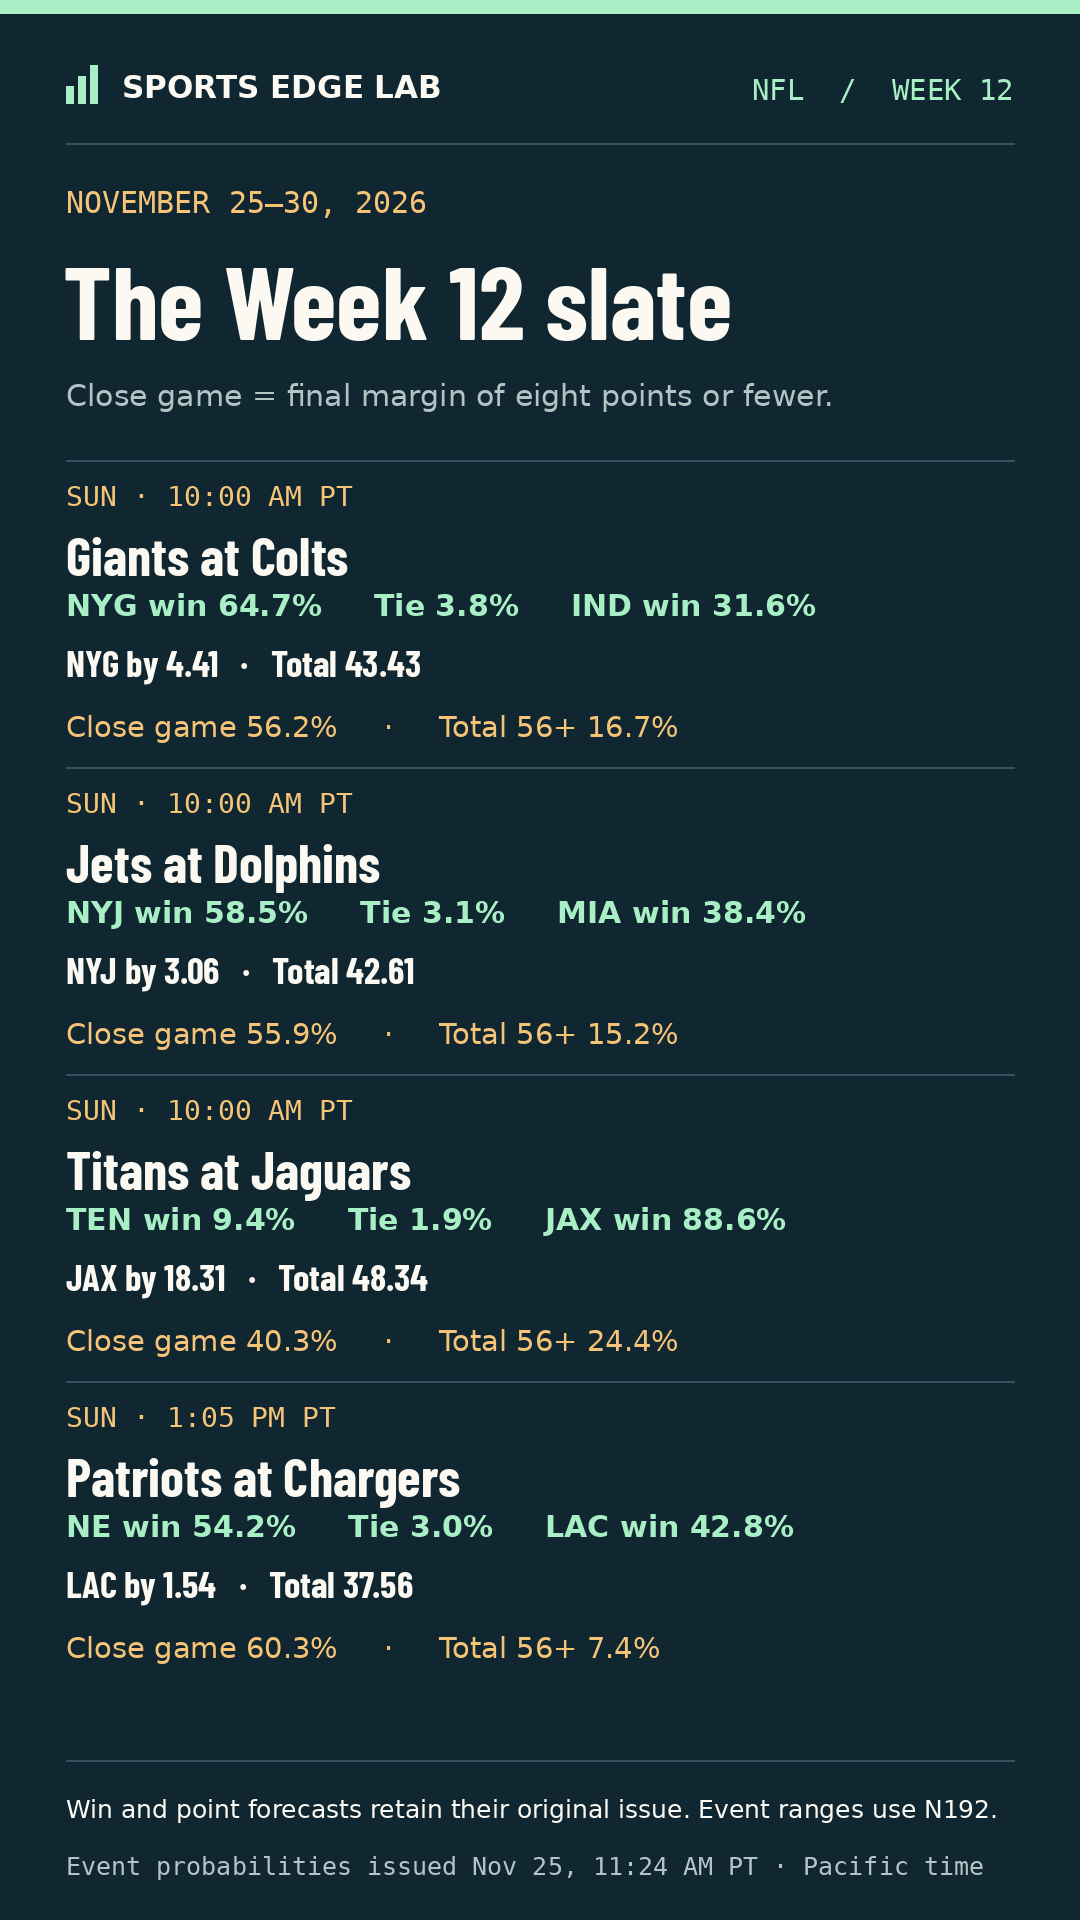 SPORTS EDGE LAB
NFL / WEEK 12
NOVEMBER 25–30, 2026
The Week 12 slate
Close game = final margin of eight points or fewer.
SUN · 10:00 AM PT
Giants at Colts
NYG win 64.7% Tie 3.8% IND win 31.6%
NYG by 4.41 · Total 43.43
Close game 56.2% · Total 56+ 16.7%
SUN · 10:00 AM PT
Jets at Dolphins
NYJ win 58.5% Tie 3.1% MIA win 38.4%
NYJ by 3.06 · Total 42.61
Close game 55.9% · Total 56+ 15.2%
SUN · 10:00 AM PT
Titans at Jaguars
TEN win 9.4% Tie 1.9% JAX win 88.6%
JAX by 18.31 · Total 48.34
Close game 40.3% · Total 56+ 24.4%
SUN · 1:05 PM PT
Patriots at Chargers
NE win 54.2% Tie 3.0% LAC win 42.8%
LAC by 1.54 · Total 37.56
Close game 60.3% · Total 56+ 7.4%
Win and point forecasts retain their original issue. Event ranges use N192.
Event probabilities issued Nov 25, 11:24 AM PT · Pacific time